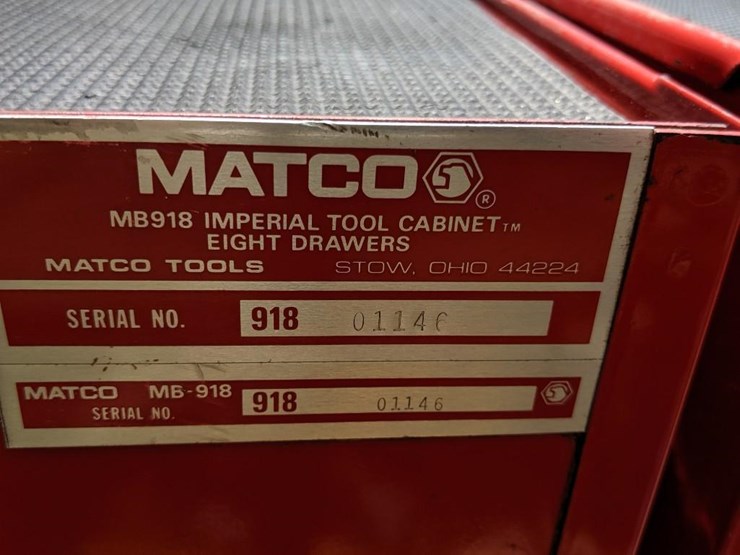 MATCO ®
MB918 IMPERIAL TOOL CABINET™
EIGHT DRAWERS
MATCO TOOLS STOW, OHIO 44224
SERIAL NO. 918 01146
MATCO MB-918
SERIAL NO. 918 01146